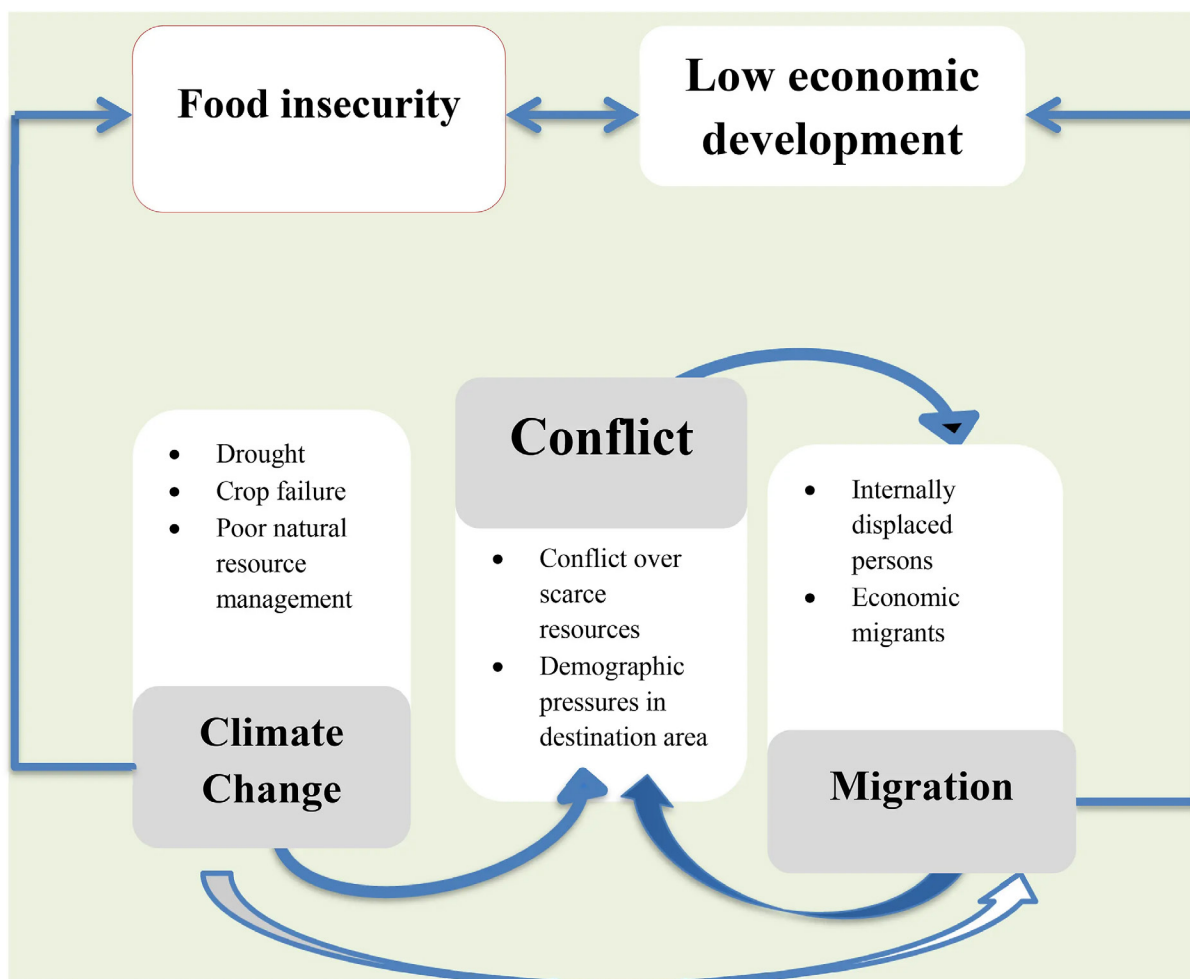 Food insecurity
Low economic
development
• Drought
• Crop failure
• Poor natural
resource
management
Climate
Change
Conflict
• Conflict over
scarce
resources
• Demographic
pressures in
destination area
• Internally
displaced
persons
• Economic
migrants
Migration